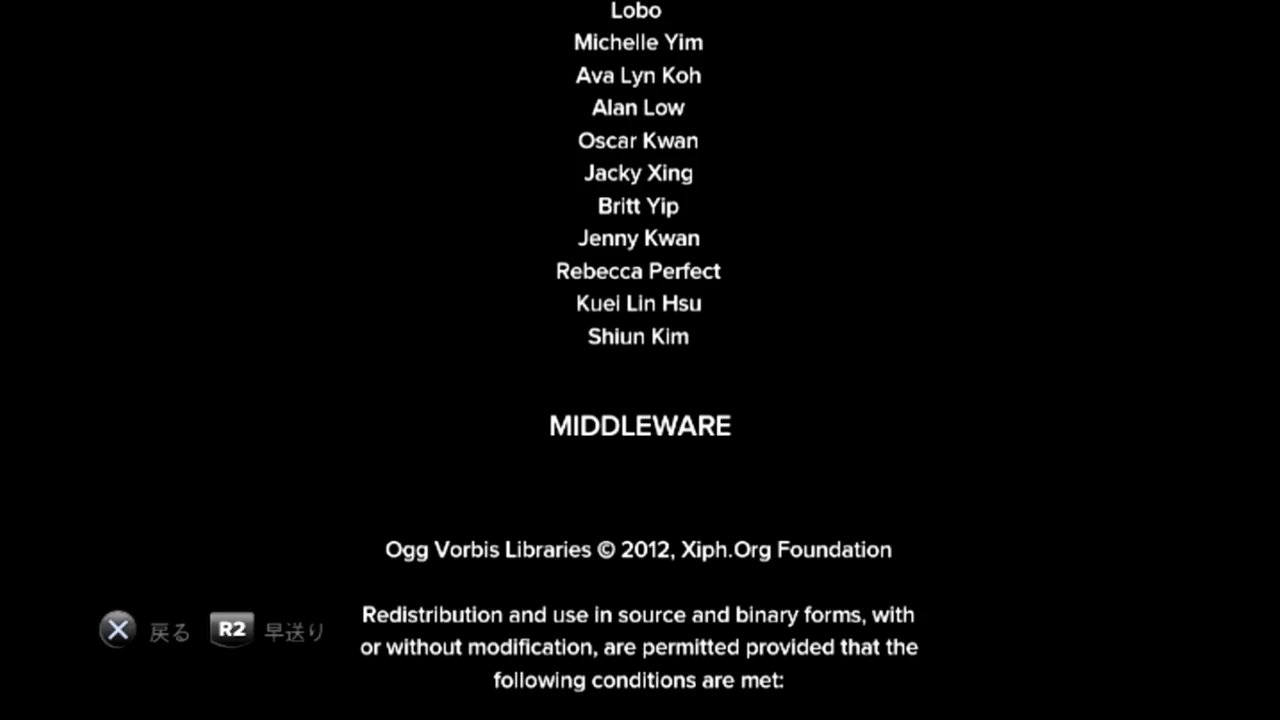 Lobo
Michelle Yim
Ava Lyn Koh
Alan Low
Oscar Kwan
Jacky Xing
Britt Yip
Jenny Kwan
Rebecca Perfect
Kuei Lin Hsu
Shiun Kim
MIDDLEWARE
Ogg Vorbis Libraries © 2012, Xiph.Org Foundation
Redistribution and use in source and binary forms, with
or without modification, are permitted provided that the
following conditions are met:
戻る R2 早送り